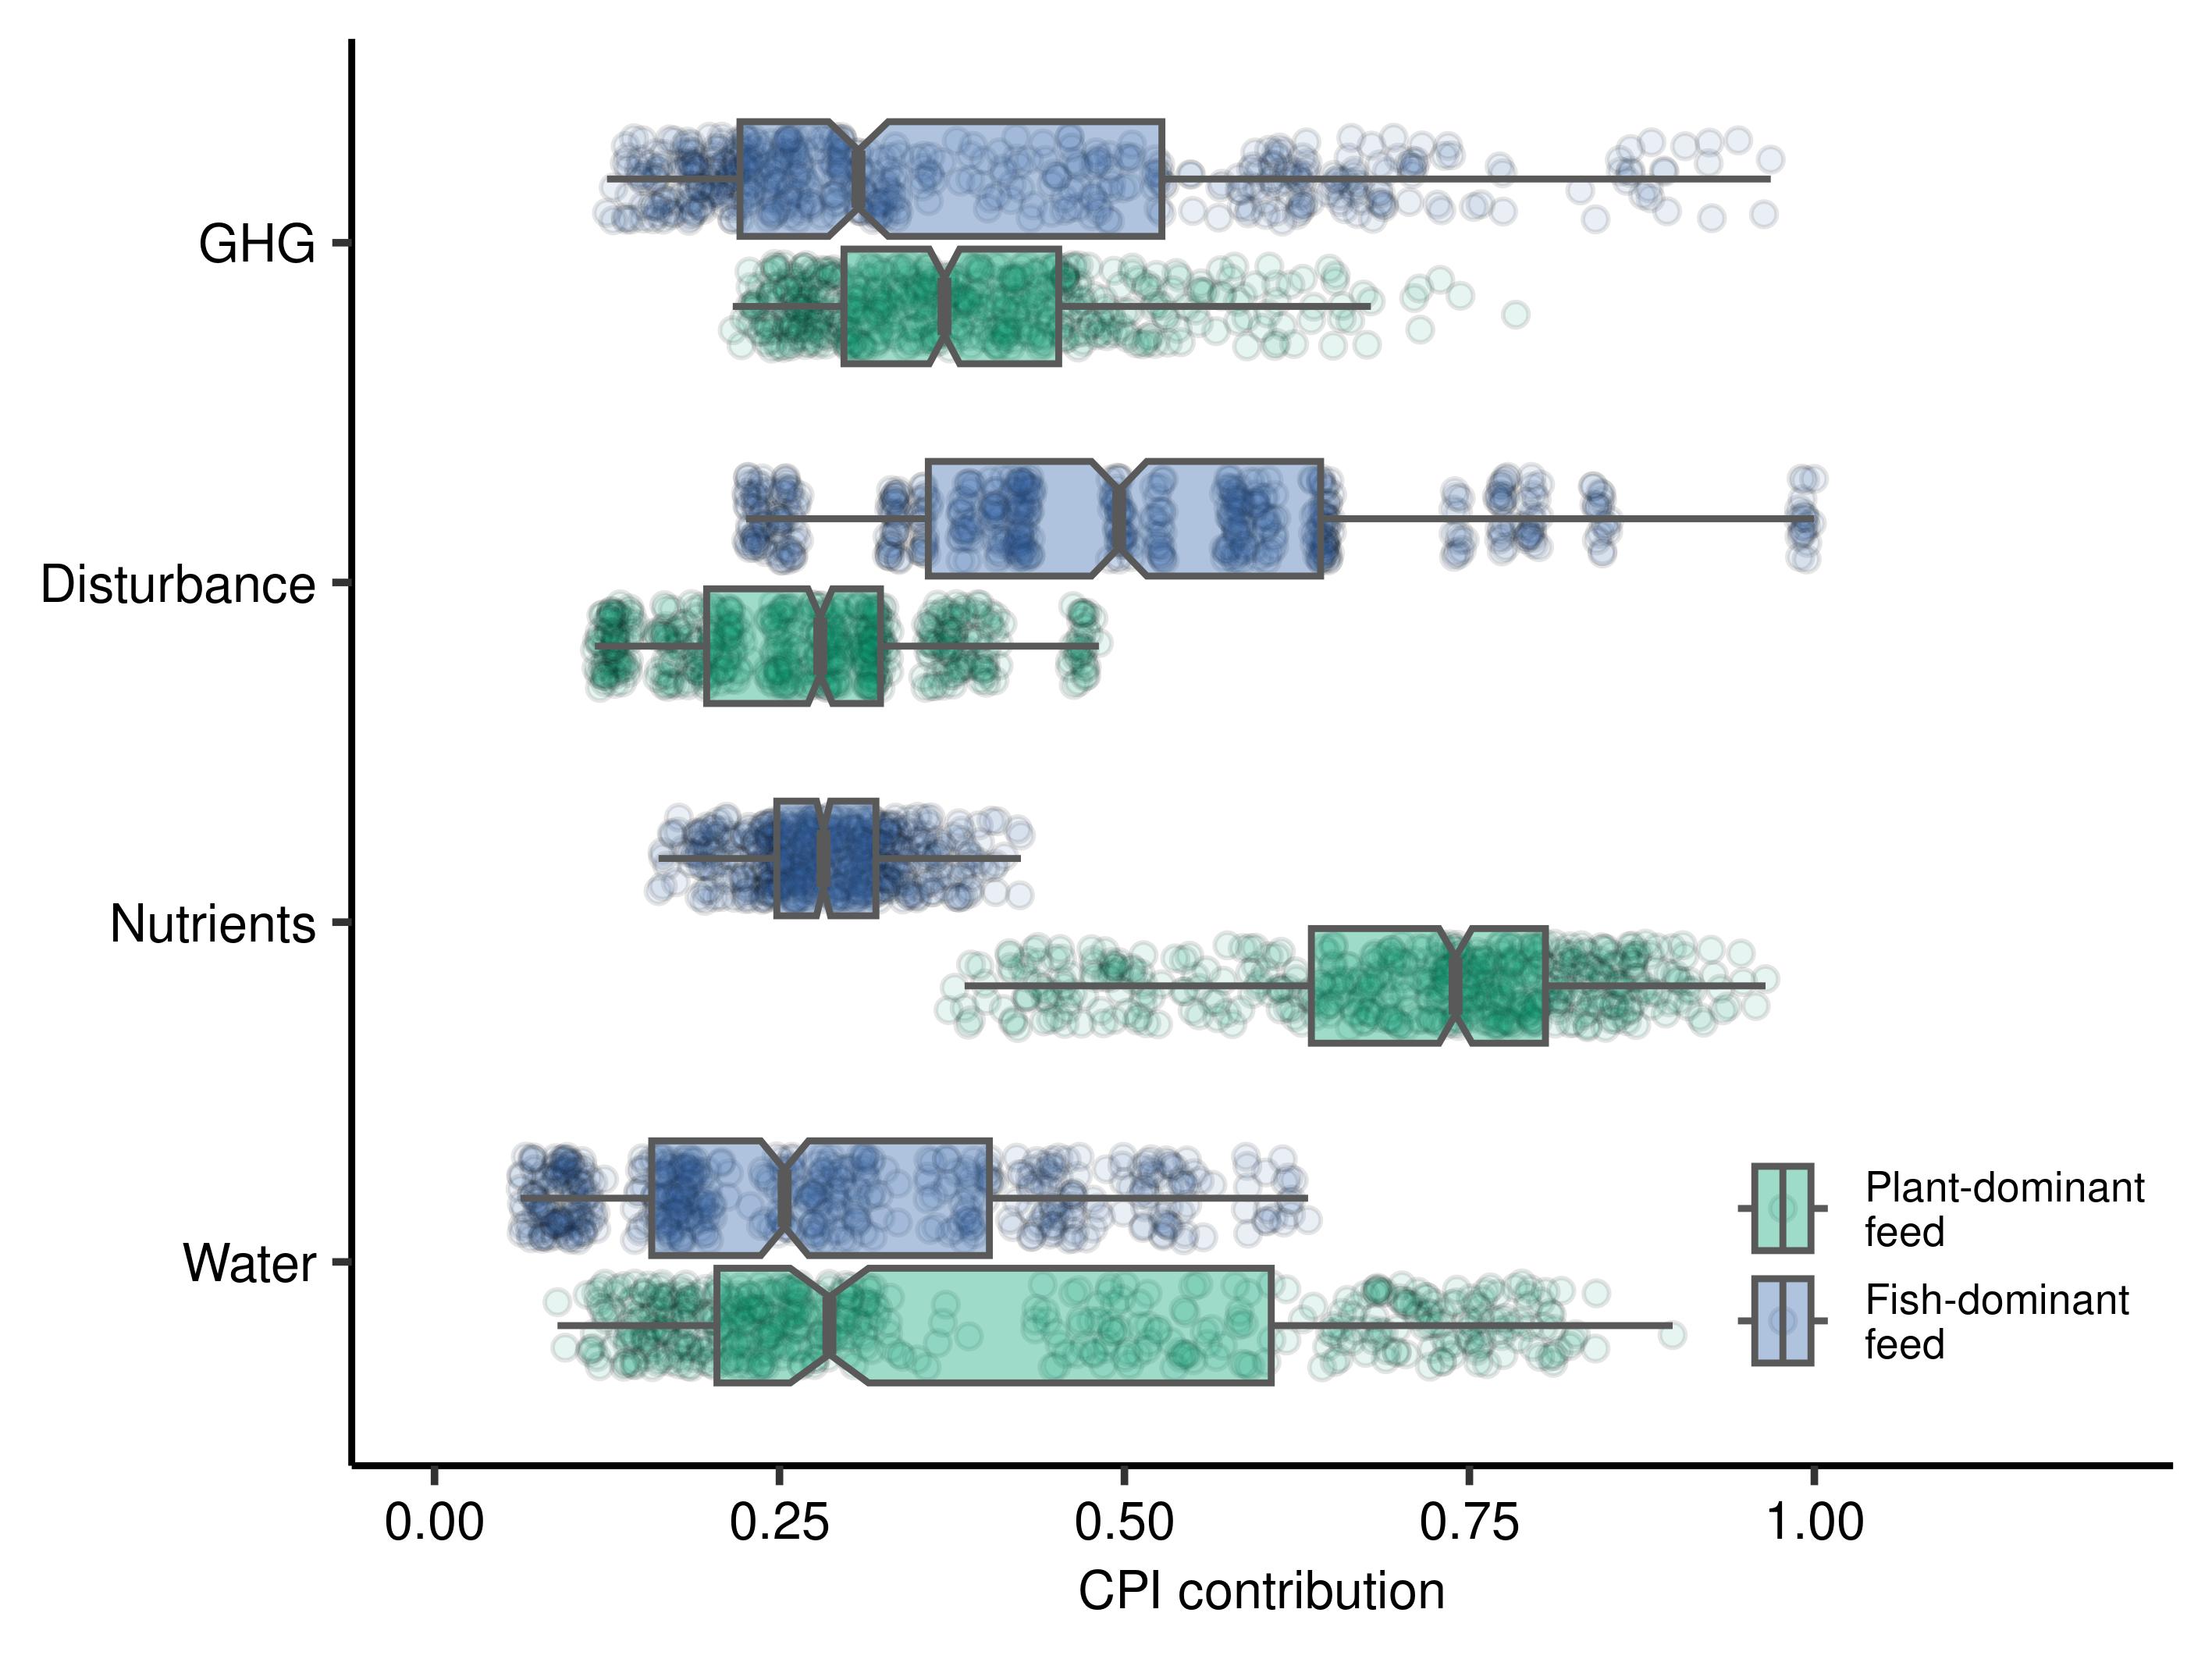 GHG
Disturbance
Nutrients
Water
Plant-dominant
feed
Fish-dominant
feed
0.00 0.25 0.50 0.75 1.00
CPI contribution